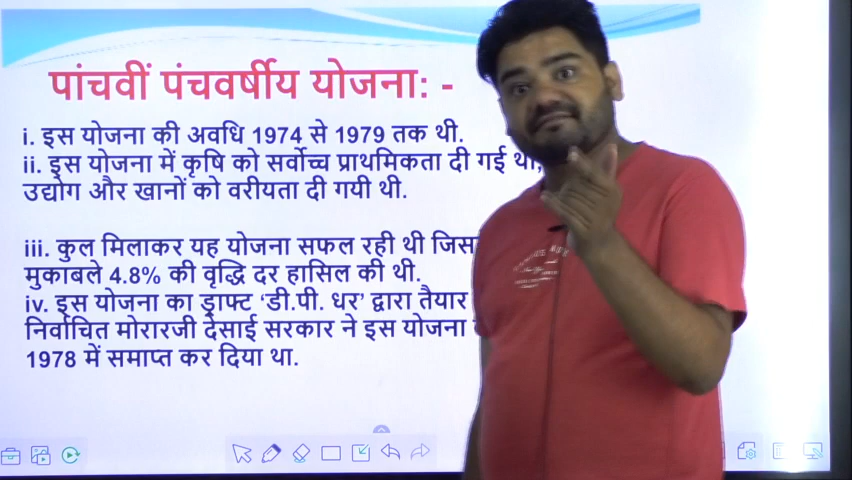 पांचवीं पंचवर्षीय योजना: -
i. इस योजना की अवधि 1974 से 1979 तक थी.
ii. इस योजना में कृषि को सर्वोच्च प्राथमिकता दी गई थी,
उद्योग और खानों को वरीयता दी गयी थी.
iii. कुल मिलाकर यह योजना सफल रही थी
मुकाबले 4.8% की वृद्धि दर हासिल की थी.
iv. इस योजना का ड्राफ्ट ‘डी.पी. धर’ द्वारा तैयार
निर्वाचित मोरारजी देसाई सरकार ने इस योजना
1978 में समाप्त कर दिया था.